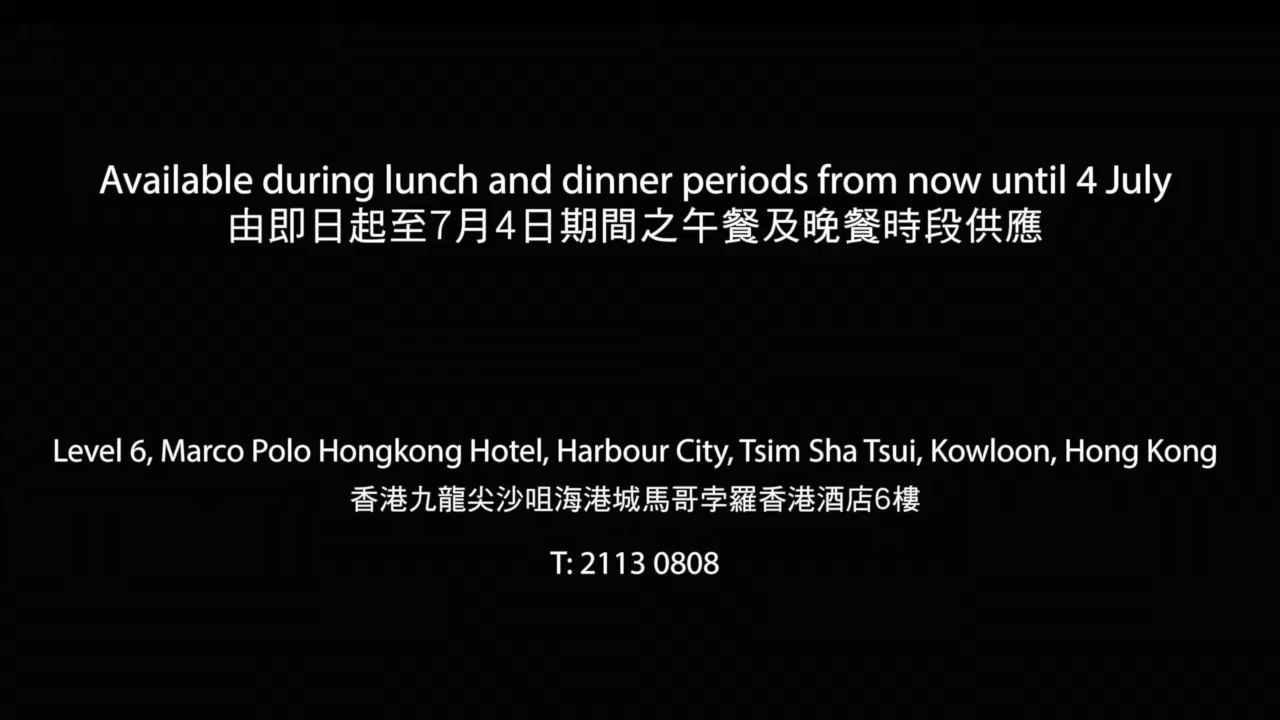 Available during lunch and dinner periods from now until 4 July
由即日起至7月4日期間之午餐及晚餐時段供應
Level 6, Marco Polo Hongkong Hotel, Harbour City, Tsim Sha Tsui, Kowloon, Hong Kong
香港九龍尖沙咀海港城馬哥孛羅香港酒店6樓
T: 2113 0808